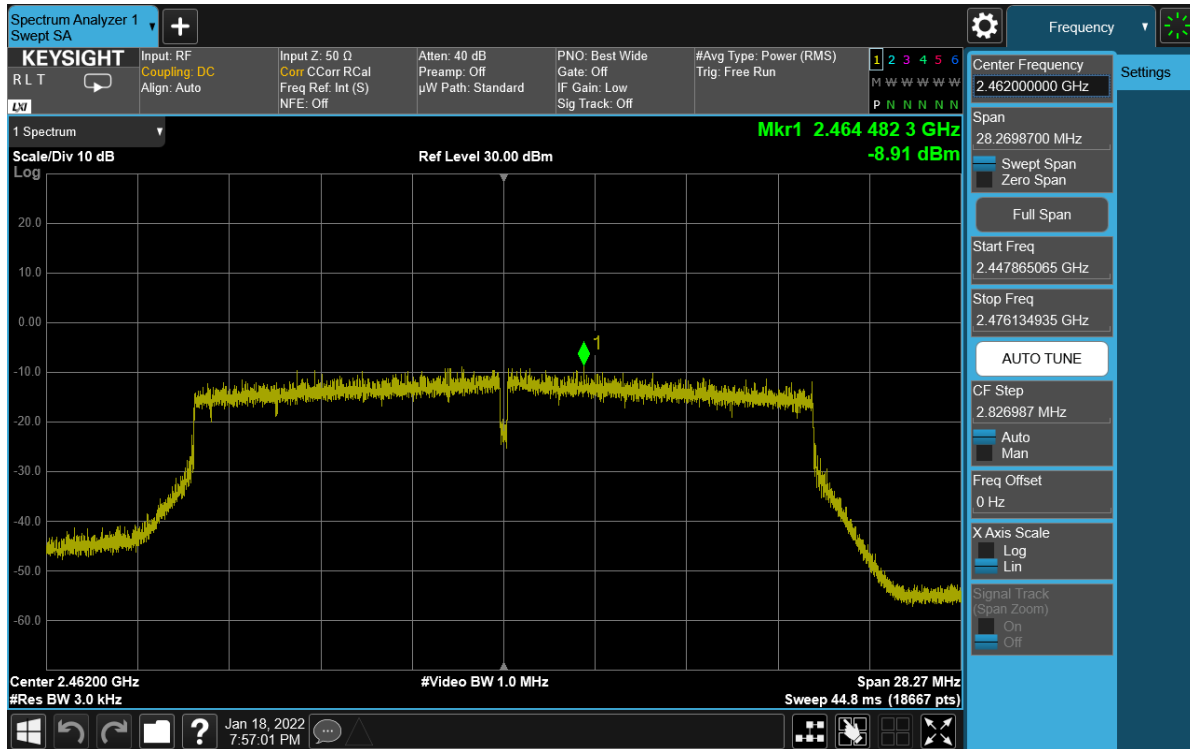 Spectrum Analyzer 1
Swept SA
Frequency
KEYSIGHT
R L T
LXI
Input: RF
Coupling: DC
Align: Auto
Input Z: 50 Ω
Corr CCorr RCal
Freq Ref: Int (S)
NFE: Off
Atten: 40 dB
Preamp: Off
µW Path: Standard
PNO: Best Wide
Gate: Off
IF Gain: Low
Sig Track: Off
#Avg Type: Power (RMS)
Trig: Free Run
1 2 3 4 5 6
M W W W W W
P N N N N N
1 Spectrum
Scale/Div 10 dB
Log
Ref Level 30.00 dBm
Mkr1 2.464 482 3 GHz
-8.91 dBm
20.0
10.0
0.00
-10.0
-20.0
-30.0
-40.0
-50.0
-60.0
1
Center 2.46200 GHz
#Res BW 3.0 kHz
#Video BW 1.0 MHz
Span 28.27 MHz
Sweep 44.8 ms (18667 pts)
Jan 18, 2022
7:57:01 PM
Center Frequency
2.462000000 GHz
Settings
Span
28.2698700 MHz
Swept Span
Zero Span
Full Span
Start Freq
2.447865065 GHz
Stop Freq
2.476134935 GHz
AUTO TUNE
CF Step
2.826987 MHz
Auto
Man
Freq Offset
0 Hz
X Axis Scale
Log
Lin
Signal Track
(Span Zoom)
On
Off